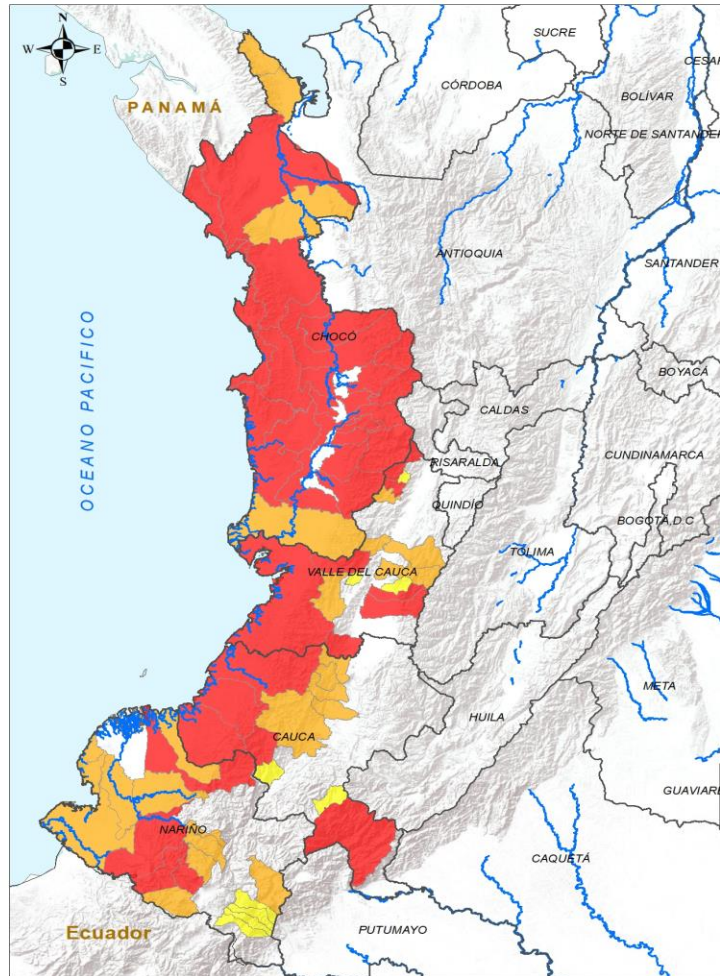 N
W E
S
SUCRE
CESAR
CÓRDOBA
BOLÍVAR
PANAMÁ
NORTE DE SANTANDER
ANTIOQUIA
SANTANDER
OCEANO PACIFICO
CHOCÓ
BOYACÁ
CALDAS
CUNDINAMARCA
RISARALDA
QUINDÍO
BOGOTÁ, D.C
TOLIMA
VALLE DEL CAUCA
META
HUILA
CAUCA
GUAVIARE
NARIÑO
CAQUETÁ
Ecuador
PUTUMAYO